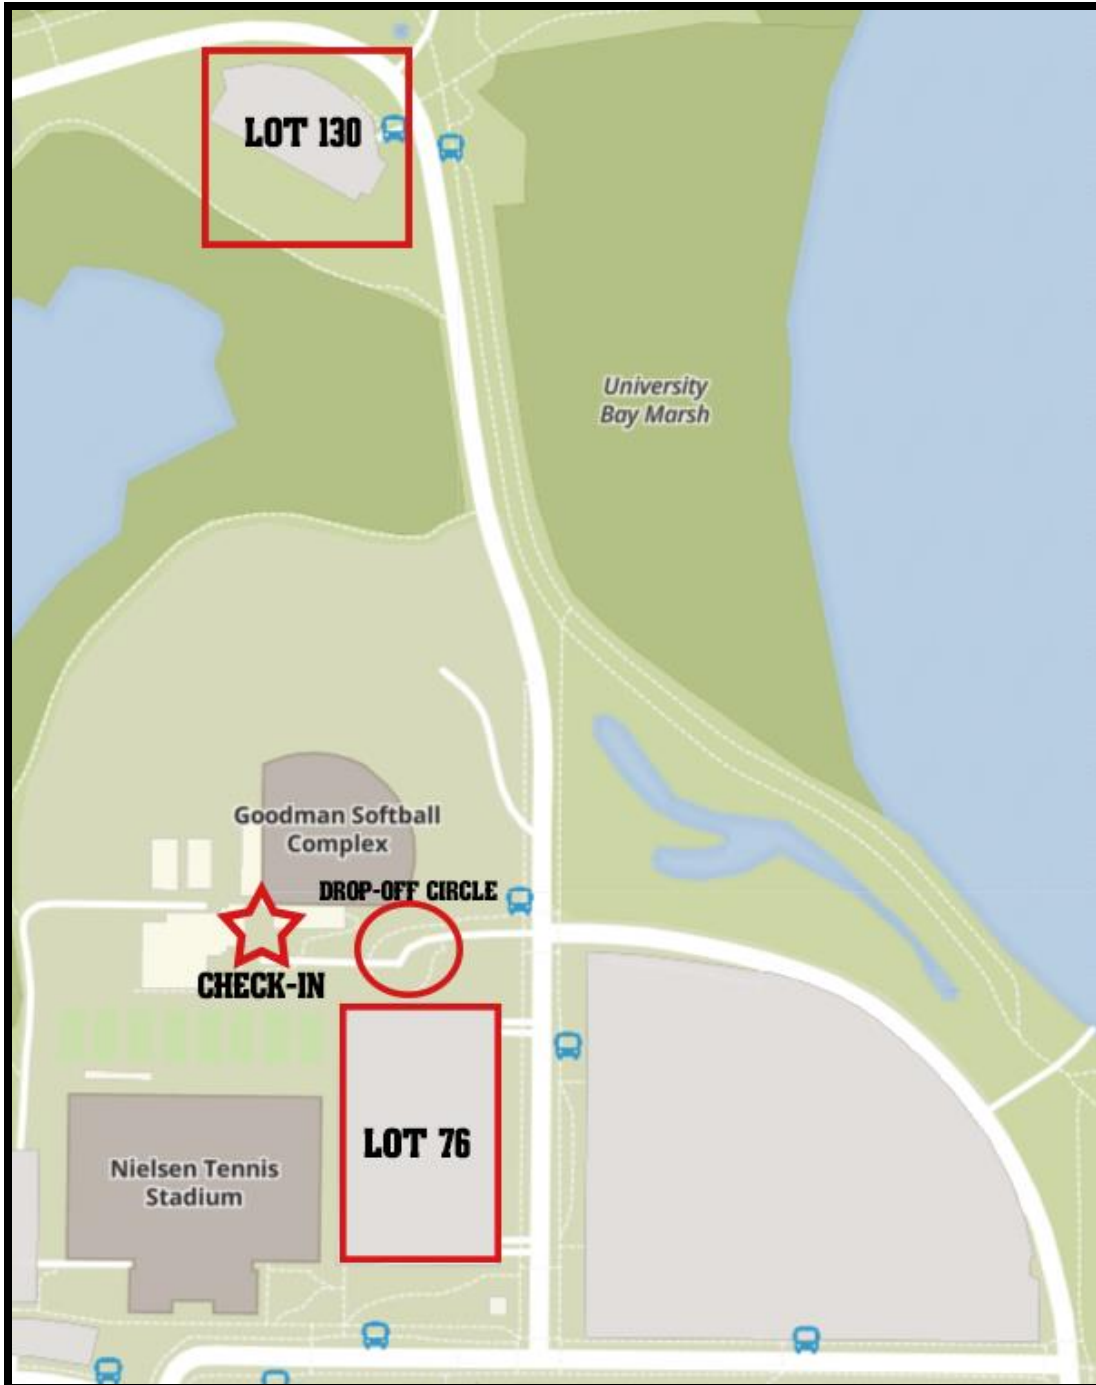 LOT 130
University
Bay Marsh
Goodman Softball
Complex
DROP-OFF CIRCLE
CHECK-IN
LOT 76
Nielsen Tennis
Stadium